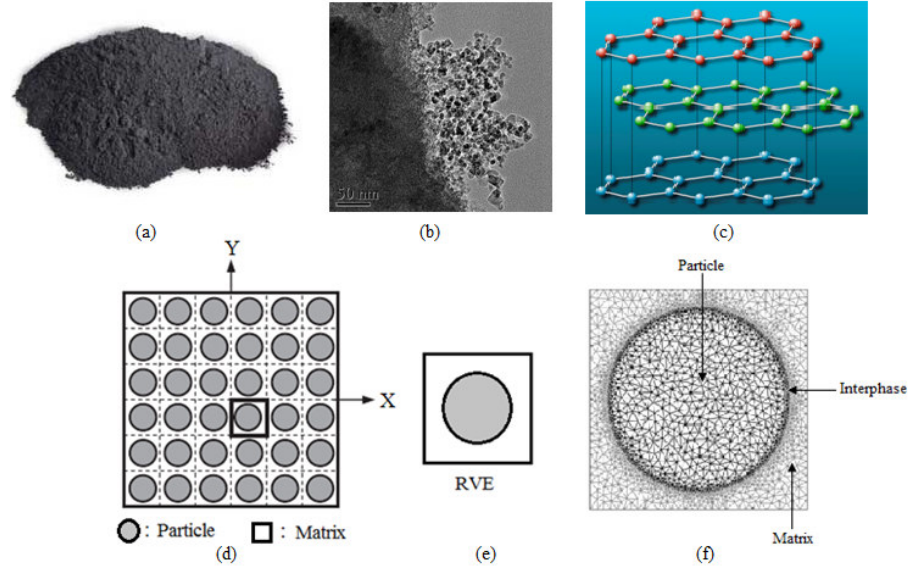 50 nm
(a)
(b)
(c)
Y
X
: Particle
: Matrix
(d)
RVE
(e)
Particle
Interphase
Matrix
(f)